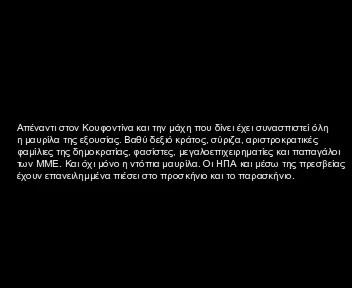 Απέναντι στον Κουφοντίνα και την μάχη που δίνει έχει συνασπιστεί όλη
η μαυρίλα της εξουσίας. Βαθύ δεξιό κράτος, σύριζα, αριστροκρατικές
φαμίλιες της δημοκρατίας, φασίστες, μεγαλοεπιχειρηματίες και παπαγάλοι
των ΜΜΕ. Και όχι μόνο η ντόπια μαυρίλα. Οι ΗΠΑ και μέσω της πρεσβείας
έχουν επανειλημμένα πιέσει στο προσκήνιο και το παρασκήνιο.